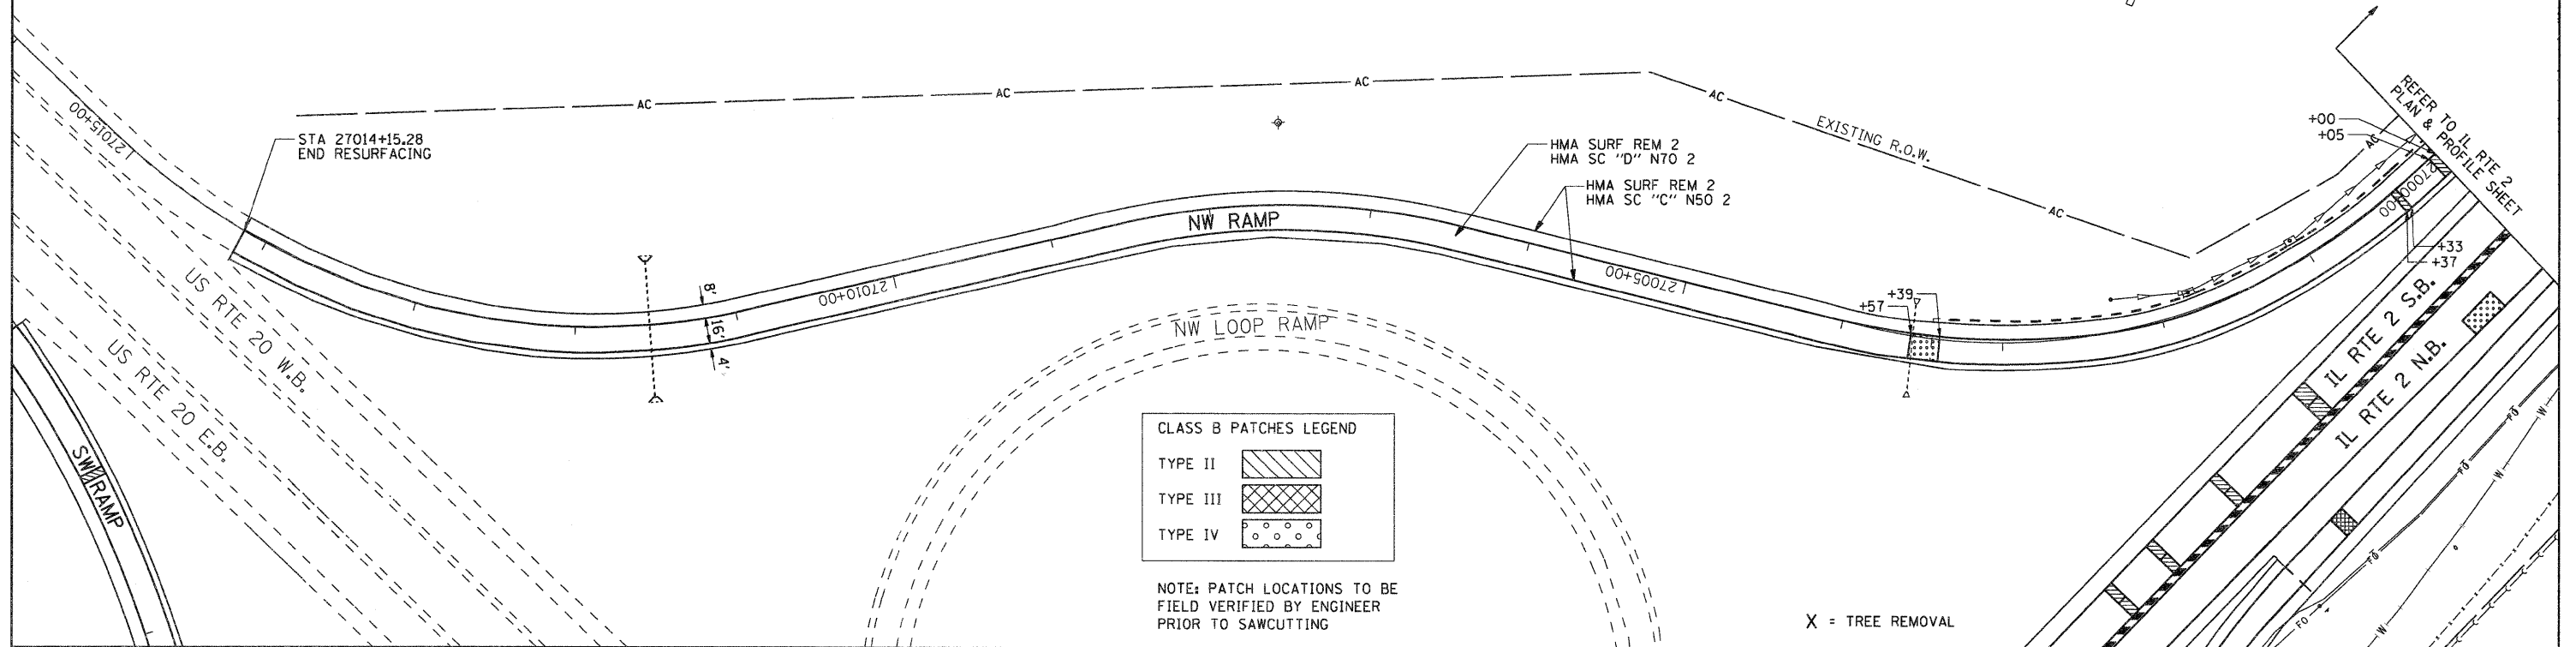 27015+00
STA 27014+15.28
END RESURFACING
AC
AC
AC
AC
EXISTING R.O.W.
AC
AC
HMA SURF REM 2
HMA SC "D" N70 2
HMA SURF REM 2
HMA SC "C" N50 2
+00
+05
REFER TO IL RTE 2
PLAN & PROFILE SHEET
27000+00
+33
+37
NW RAMP
27010+00
27005+00
8'
16'
4'
+39
+57
NW LOOP RAMP
US RTE 20 W.B.
US RTE 20 E.B.
SW RAMP
IL RTE 2 S.B.
IL RTE 2 N.B.
CLASS B PATCHES LEGEND
TYPE II
TYPE III
TYPE IV
NOTE: PATCH LOCATIONS TO BE
FIELD VERIFIED BY ENGINEER
PRIOR TO SAWCUTTING
X = TREE REMOVAL
FO
FO
FO
FO
W
W
W
W